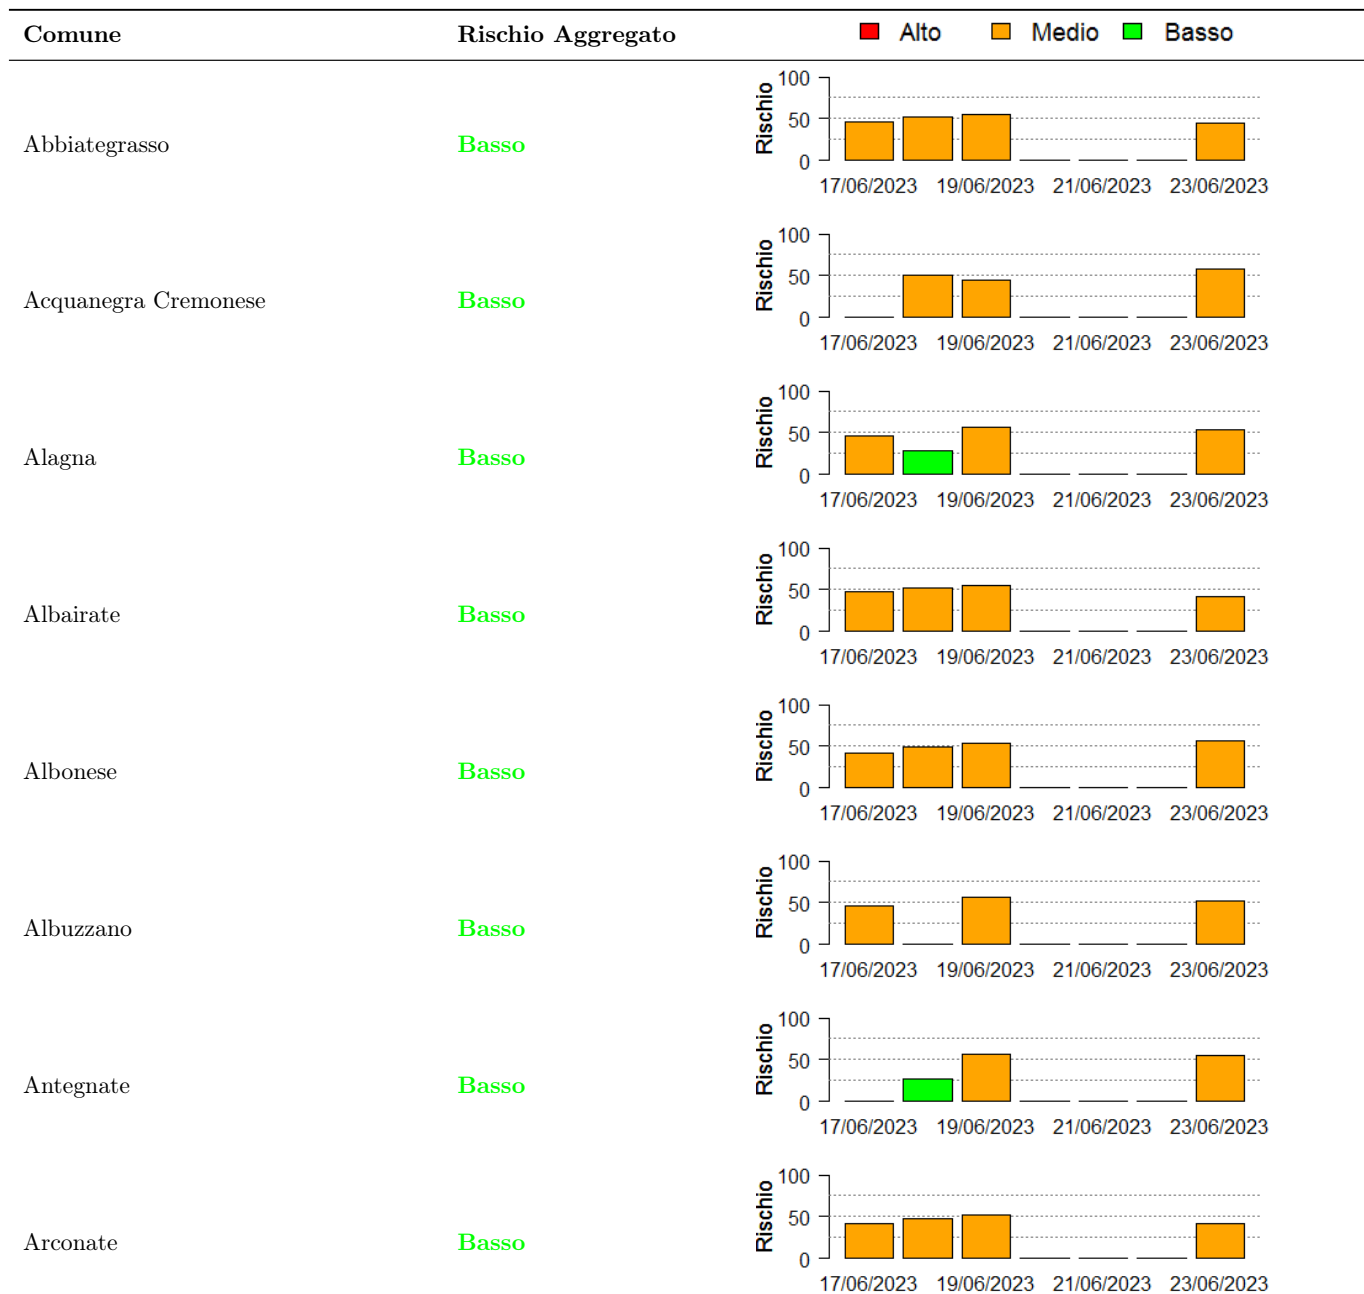 Comune Rischio Aggregato Alto Medio Basso
Abbiategrasso Basso Rischio 100 50 0
17/06/2023 19/06/2023 21/06/2023 23/06/2023
Acquanegra Cremonese Basso Rischio 100 50 0
17/06/2023 19/06/2023 21/06/2023 23/06/2023
Alagna Basso Rischio 100 50 0
17/06/2023 19/06/2023 21/06/2023 23/06/2023
Albairate Basso Rischio 100 50 0
17/06/2023 19/06/2023 21/06/2023 23/06/2023
Albonese Basso Rischio 100 50 0
17/06/2023 19/06/2023 21/06/2023 23/06/2023
Albuzzano Basso Rischio 100 50 0
17/06/2023 19/06/2023 21/06/2023 23/06/2023
Antegnate Basso Rischio 100 50 0
17/06/2023 19/06/2023 21/06/2023 23/06/2023
Arconate Basso Rischio 100 50 0
17/06/2023 19/06/2023 21/06/2023 23/06/2023